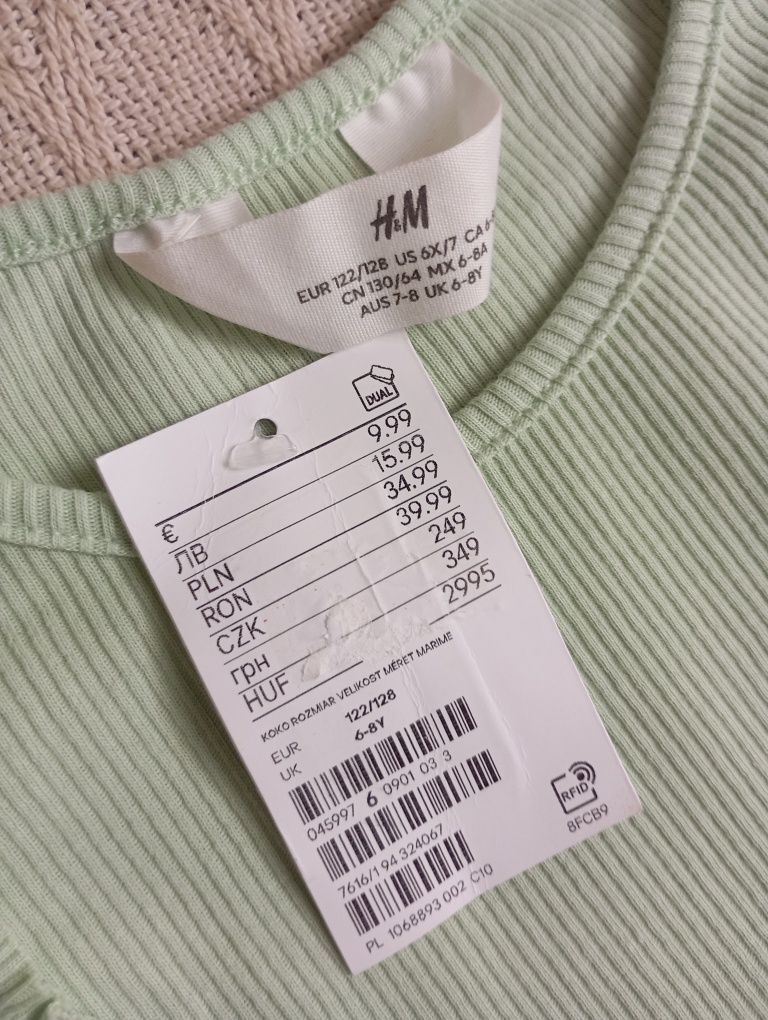 H&M
EUR 122/128 US 6X/7 CA
CN 130/64 MX 6-8A
AUS 7-8 UK 6-8Y
DUAL
€ 9.99
ЛВ 15.99
PLN 34.99
RON 39.99
CZK 249
грн 349
HUF 2995
KOKO ROZMIAR VELIKOST MÉRET MARIME
EUR 122/128
UK 6-8Y
045997 6 0901 03 3
7616/1 94 324067
PL 1068893 002 C10
RFID
8FCB9